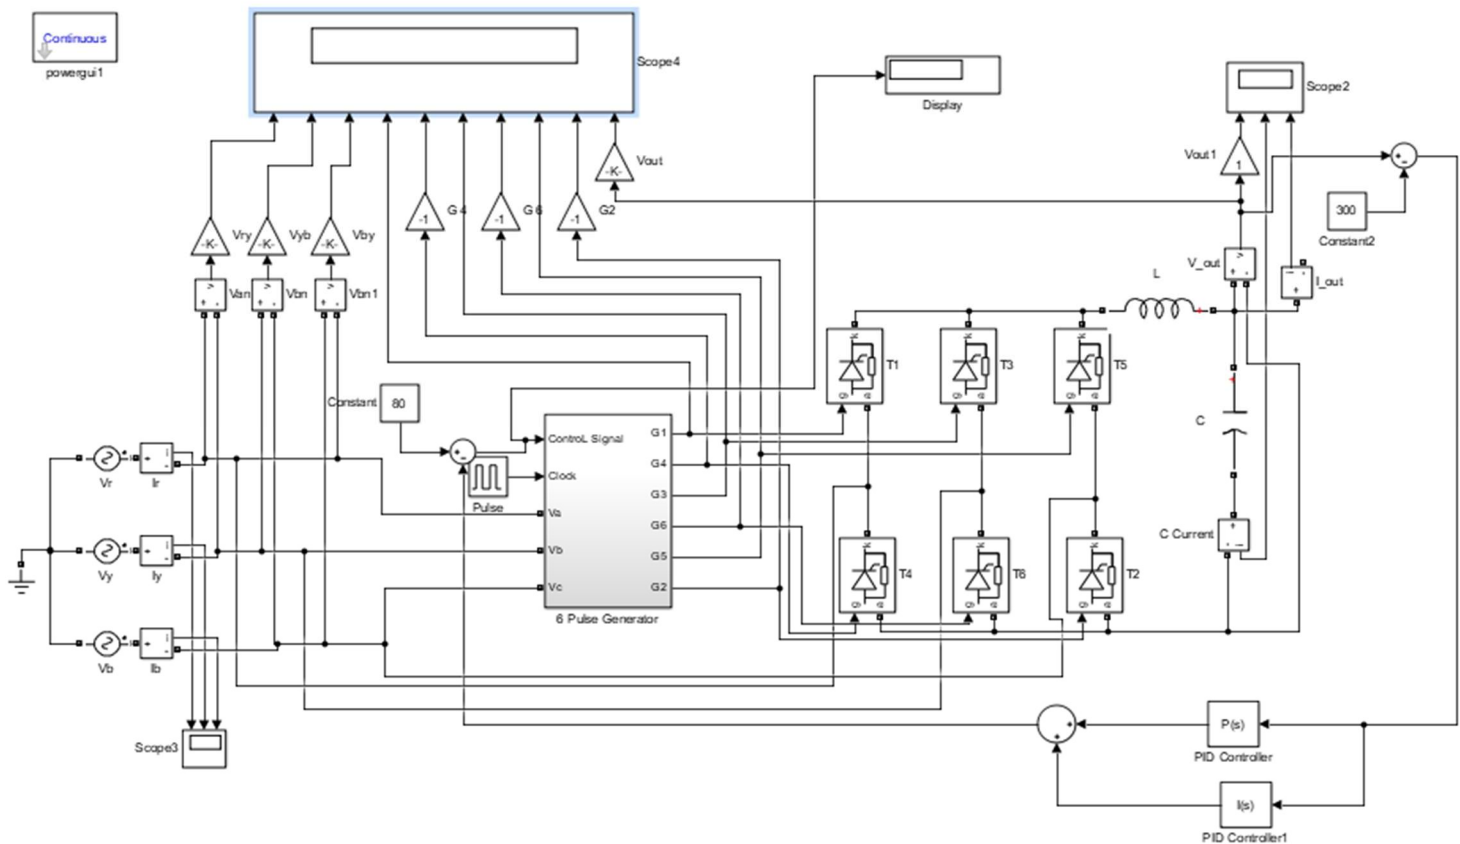 Continuous
powergui1
Scope4
Display
Scope2
Vout
-K-
Vout1
1
300
Constant2
Vry
-K-
Vyb
-K-
Vby
-K-
G4
-1
G6
-1
G2
-1
Van
Vbn
Vbn1
V_out
I_out
L
T1
T3
T5
Constant
80
ControL Signal
Clock
Pulse
Va
Vb
Vc
G1
G4
G3
G6
G5
G2
6 Pulse Generator
C
C Current
T4
T6
T2
Vr
Ir
Vy
Iy
Vb
Ib
Scope3
P(s)
PID Controller
I(s)
PID Controller1